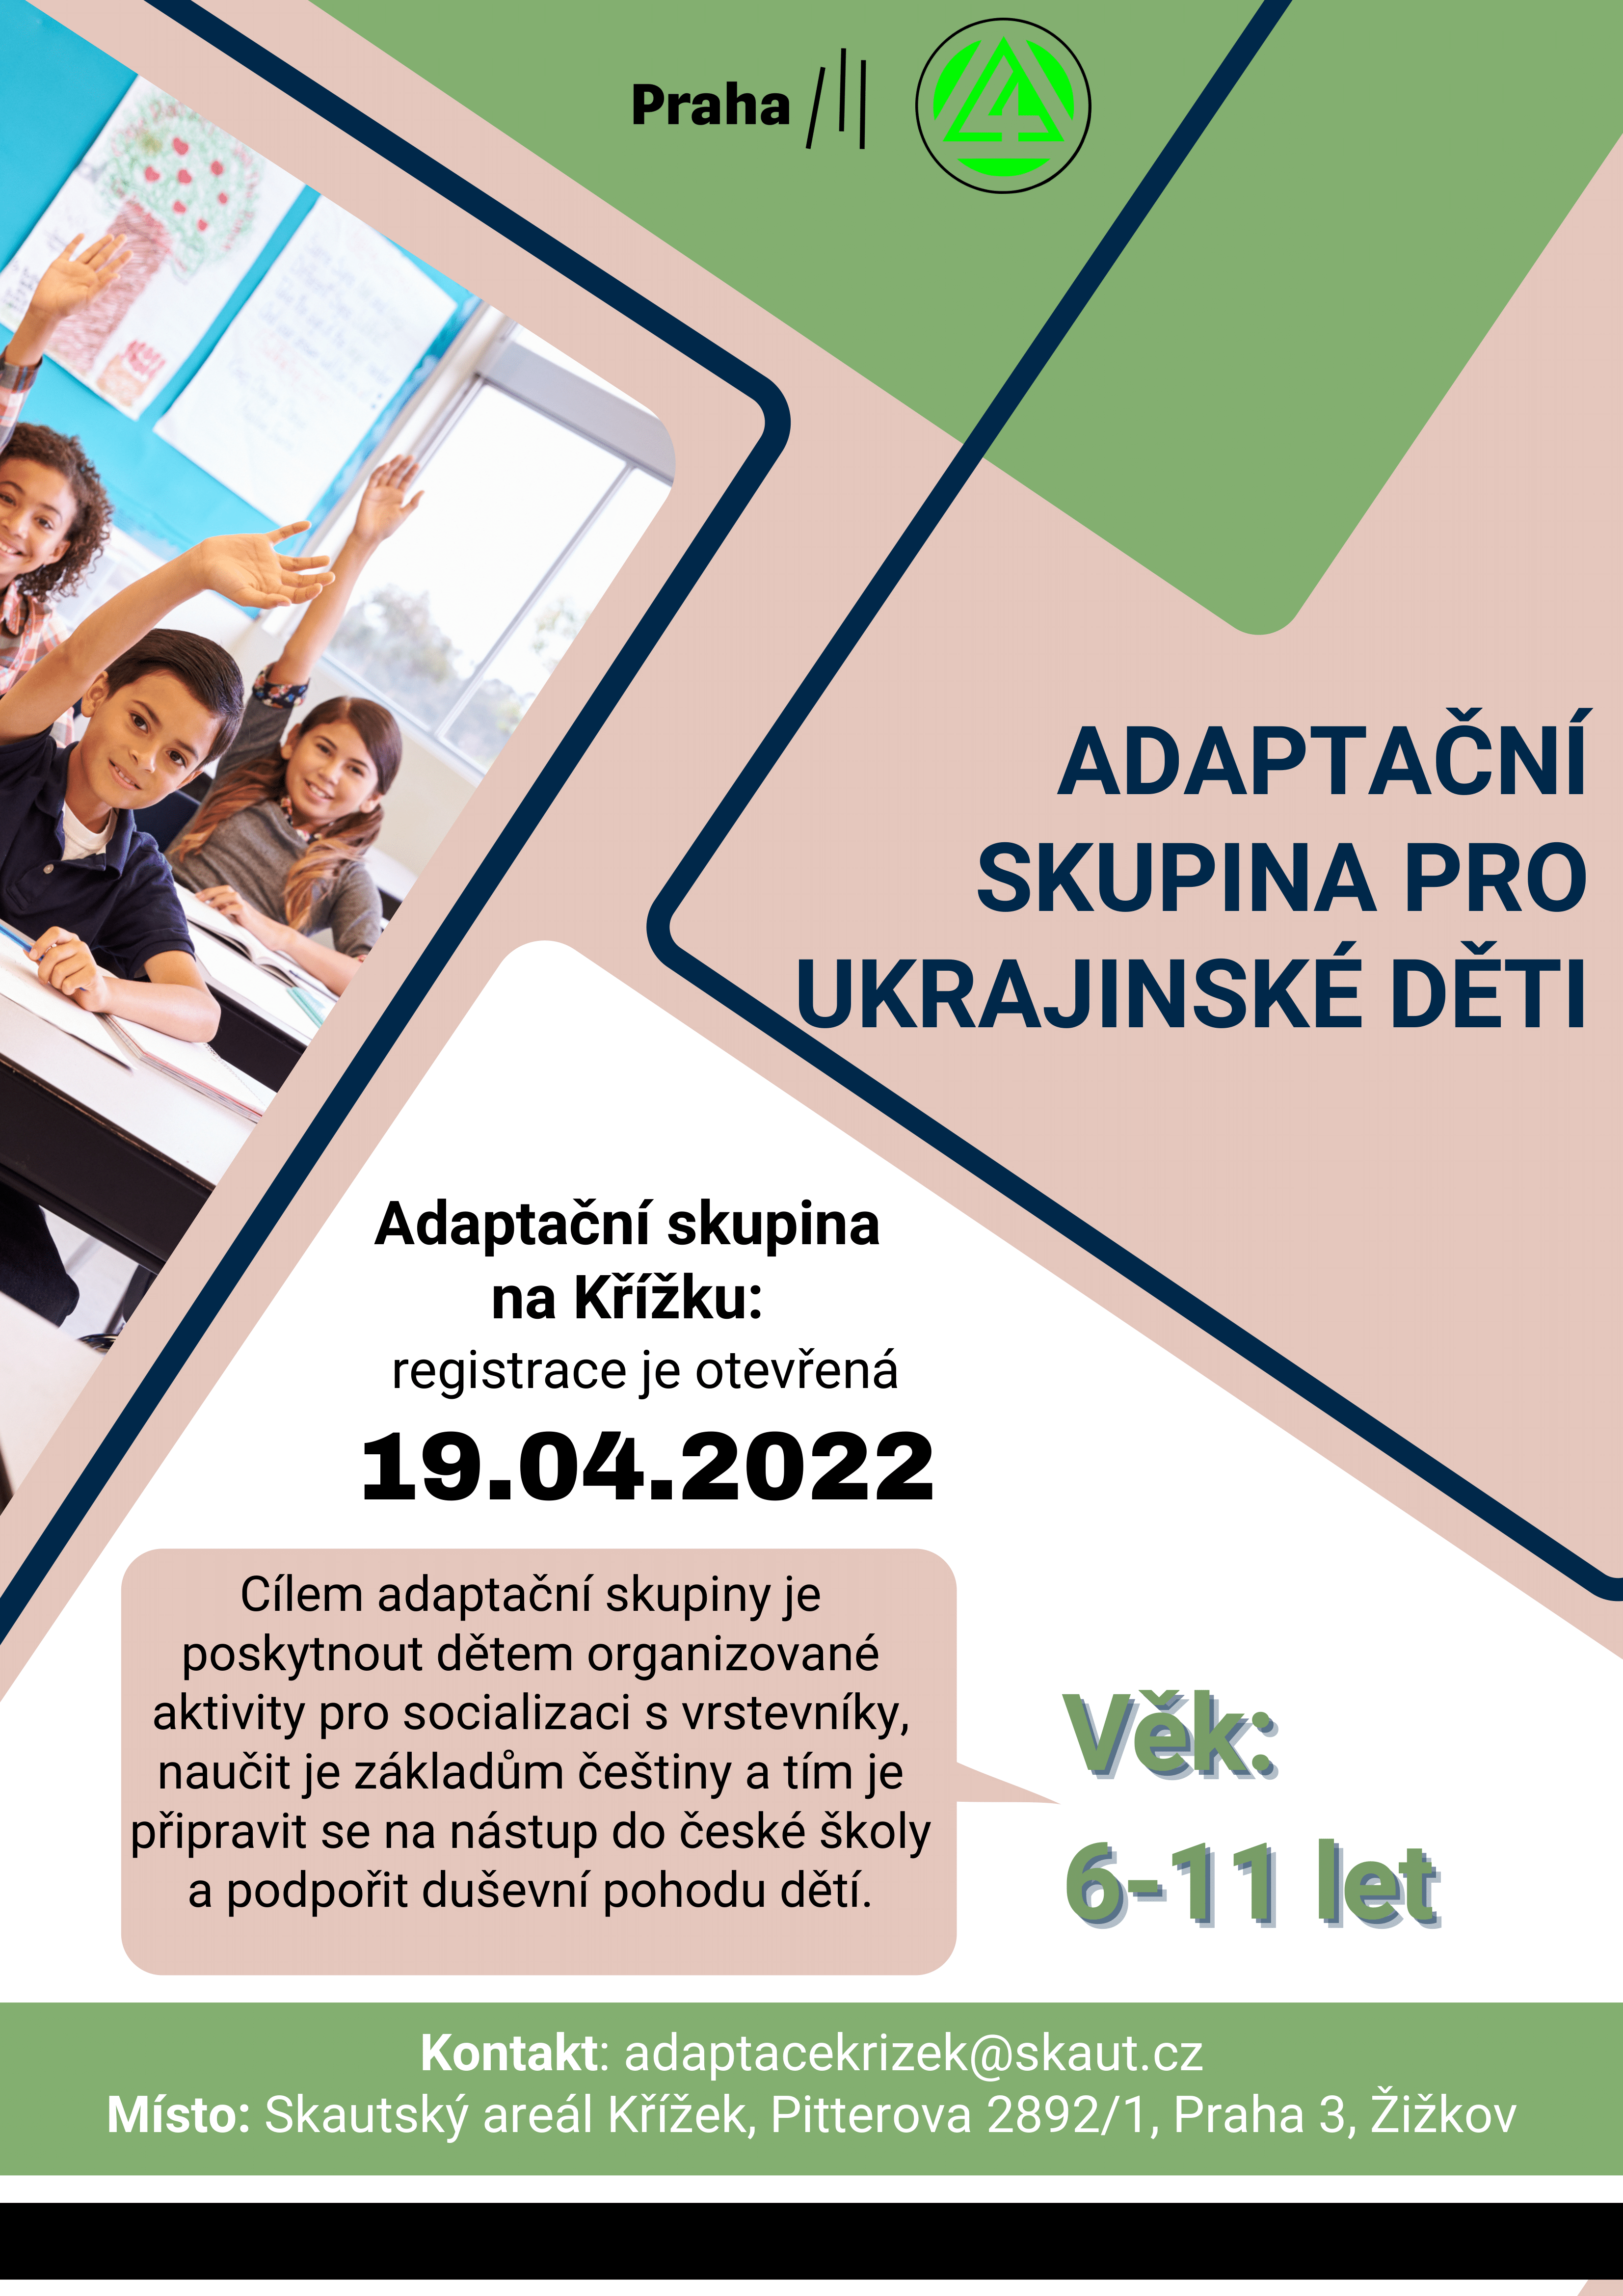 Praha
4
ADAPTAČNÍ
SKUPINA PRO
UKRAJINSKÉ DĚTI
Adaptační skupina
na Křížku:
registrace je otevřená
19.04.2022
Cílem adaptační skupiny je
poskytnout dětem organizované
aktivity pro socializaci s vrstevníky,
naučit je základům češtiny a tím je
připravit se na nástup do české školy
a podpořit duševní pohodu dětí.
Věk:
6-11 let
Kontakt: adaptacekrizek@skaut.cz
Místo: Skautský areál Křížek, Pitterova 2892/1, Praha 3, Žižkov